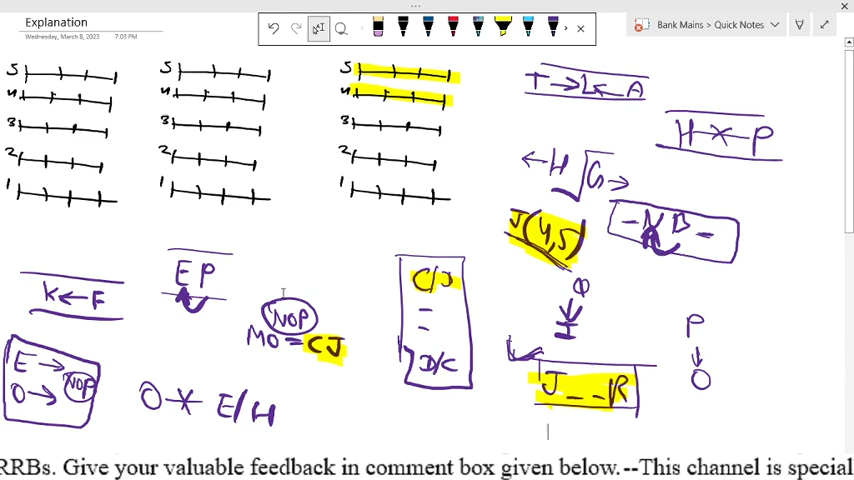 Explanation
Wednesday, March 8, 2023 7:03 PM
Bank Mains > Quick Notes
5
4
3
2
1
5
4
3
2
1
5
4
3
2
1
T → L ← A
H ✕ P
← H G →
J(4,5)
- N B -
K ← F
E P
NOP
MO = CJ
C/J
D/C
H
P
O
E → NOP
O →
O ✕ E/H
J _ _ R
RRBs. Give your valuable feedback in comment box given below.--This channel is special